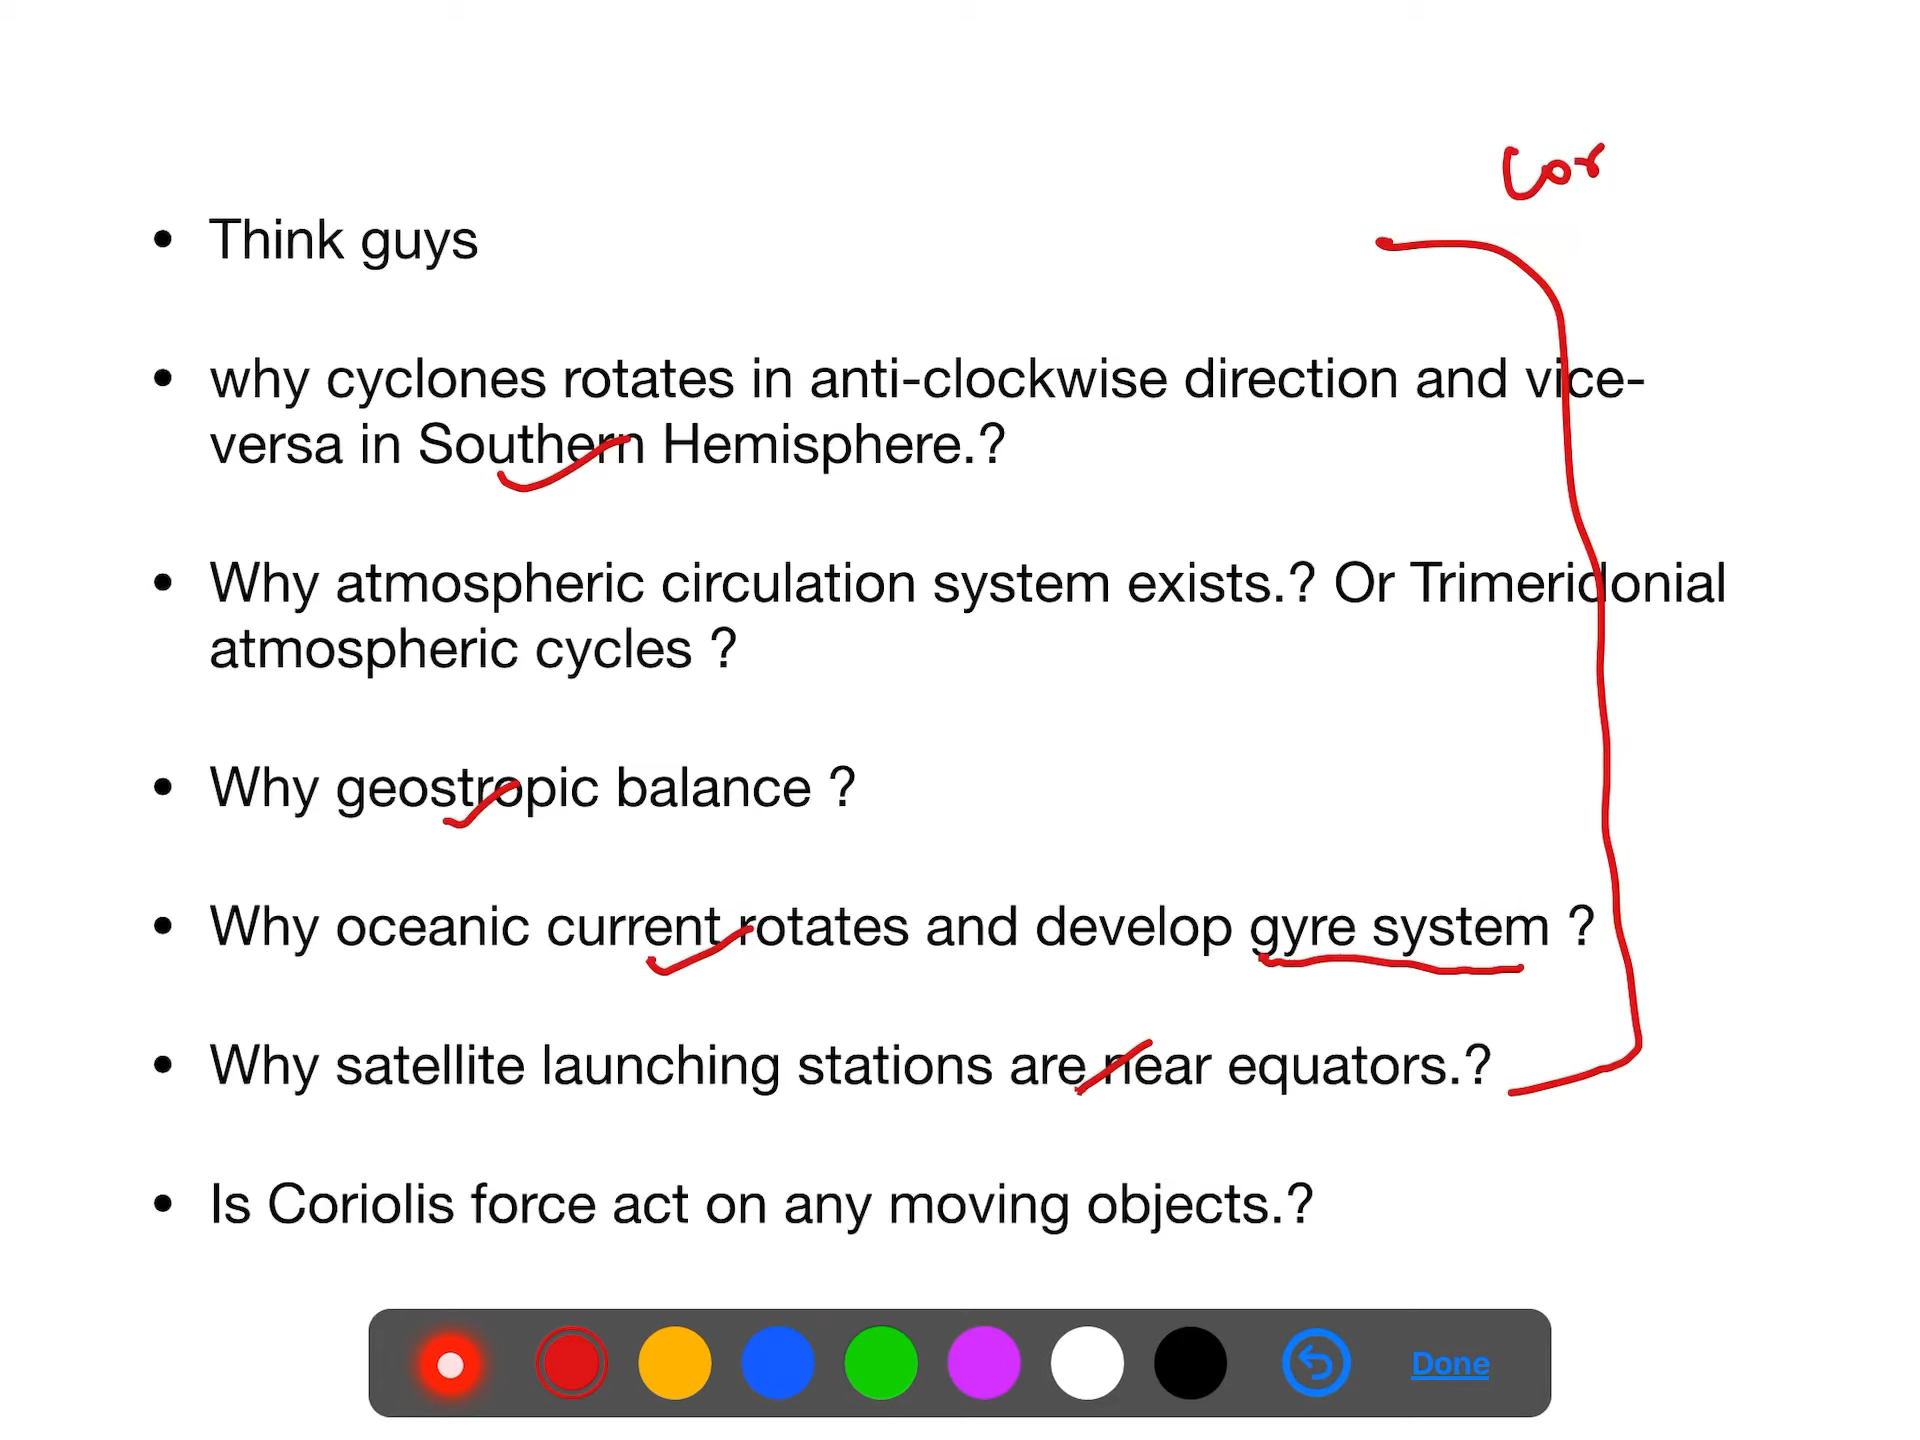 Cor
• Think guys
• why cyclones rotates in anti-clockwise direction and vice-
versa in Southern Hemisphere.?
• Why atmospheric circulation system exists.? Or Trimeridonial
atmospheric cycles ?
• Why geostropic balance ?
• Why oceanic current rotates and develop gyre system ?
• Why satellite launching stations are near equators.?
• Is Coriolis force act on any moving objects.?
Done